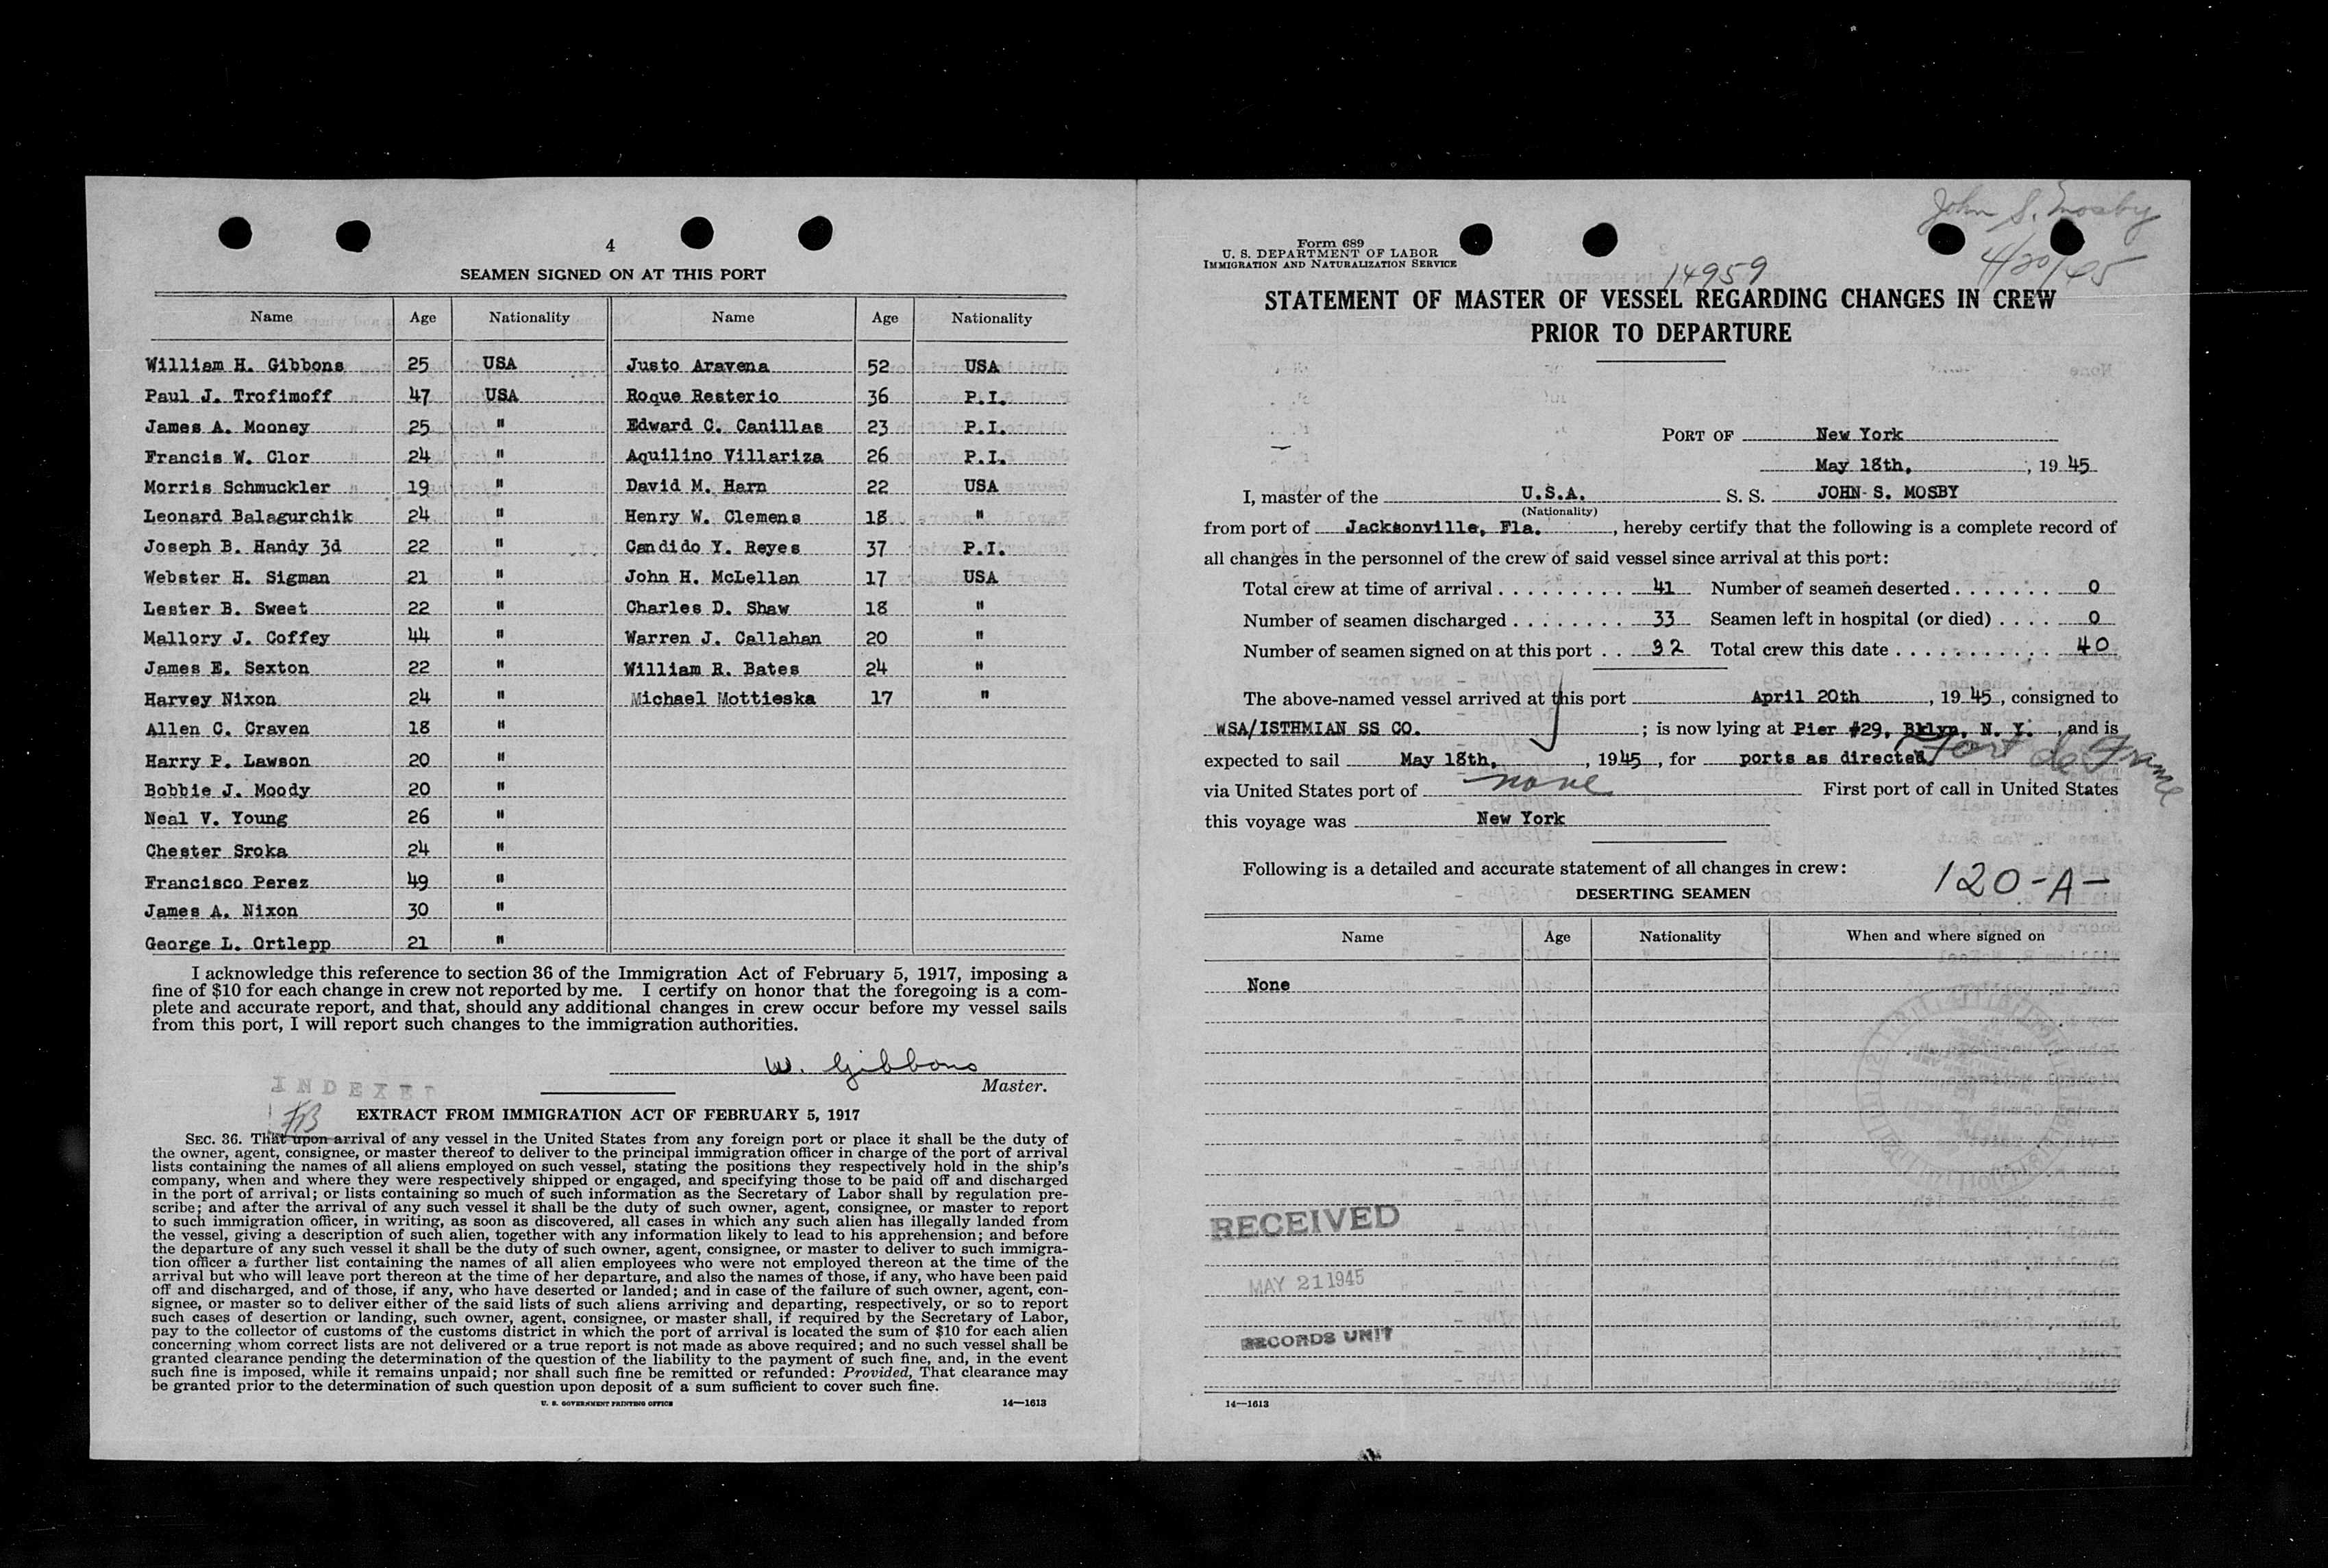 4
SEAMEN SIGNED ON AT THIS PORT
Name Age Nationality Name Age Nationality
William H. Gibbons 25 USA Justo Aravena 52 USA
Paul J. Trofimoff 47 USA Roque Resterio 36 P.I.
James A. Mooney 25 " Edward C. Canillas 23 P.I.
Francis W. Clor 24 " Aquilino Villariza 26 P.I.
Morris Schmuckler 19 " David M. Harn 22 USA
Leonard Balagurchik 24 " Henry W. Clemens 18 "
Joseph B. Handy 3d 22 " Candido Y. Reyes 37 P.I.
Webster H. Sigman 21 " John H. McLellan 17 USA
Lester B. Sweet 22 " Charles D. Shaw 18 "
Mallory J. Coffey 44 " Warren J. Callahan 20 "
James E. Sexton 22 " William R. Bates 24 "
Harvey Nixon 24 " Michael Mottieska 17 "
Allen C. Craven 18 "
Harry P. Lawson 20 "
Bobbie J. Moody 20 "
Neal V. Young 26 "
Chester Sroka 24 "
Francisco Perez 49 "
James A. Nixon 30 "
George L. Ortlepp 21 "
I acknowledge this reference to section 36 of the Immigration Act of February 5, 1917, imposing a
fine of $10 for each change in crew not reported by me. I certify on honor that the foregoing is a com-
plete and accurate report, and that, should any additional changes in crew occur before my vessel sails
from this port, I will report such changes to the immigration authorities.
W. Gibbons
Master.
INDEXED
EXTRACT FROM IMMIGRATION ACT OF FEBRUARY 5, 1917
SEC. 36. That upon arrival of any vessel in the United States from any foreign port or place it shall be the duty of
the owner, agent, consignee, or master thereof to deliver to the principal immigration officer in charge of the port of arrival
lists containing the names of all aliens employed on such vessel, stating the positions they respectively hold in the ship's
company, when and where they were respectively shipped or engaged, and specifying those to be paid off and discharged
in the port of arrival; or lists containing so much of such information as the Secretary of Labor shall by regulation pre-
scribe; and after the arrival of any such vessel it shall be the duty of such owner, agent, consignee, or master to report
to such immigration officer, in writing, as soon as discovered, all cases in which any such alien has illegally landed from
the vessel, giving a description of such alien, together with any information likely to lead to his apprehension; and before
the departure of any such vessel it shall be the duty of such owner, agent, consignee, or master to deliver to such immigra-
tion officer a further list containing the names of all alien employees who were not employed thereon at the time of the
arrival but who will leave port thereon at the time of her departure, and also the names of those, if any, who have been paid
off and discharged, and of those, if any, who have deserted or landed; and in case of the failure of such owner, agent, con-
signee, or master so to deliver either of the said lists of such aliens arriving and departing, respectively, or so to report
such cases of desertion or landing, such owner, agent, consignee, or master shall, if required by the Secretary of Labor,
pay to the collector of customs of the customs district in which the port of arrival is located the sum of $10 for each alien
concerning whom correct lists are not delivered or a true report is not made as above required; and no such vessel shall be
granted clearance pending the determination of the question of the liability to the payment of such fine, and, in the event
such fine is imposed, while it remains unpaid; nor shall such fine be remitted or refunded: Provided, That clearance may
be granted prior to the determination of such question upon deposit of a sum sufficient to cover such fine.
U. S. GOVERNMENT PRINTING OFFICE 14—1613
John S. Mosby
4/20/45
Form 689
U. S. DEPARTMENT OF LABOR
IMMIGRATION AND NATURALIZATION SERVICE
14959
STATEMENT OF MASTER OF VESSEL REGARDING CHANGES IN CREW
PRIOR TO DEPARTURE
PORT OF New York
May 18th, , 19 45
I, master of the U.S.A. S. S. JOHN S. MOSBY
(Nationality)
from port of Jacksonville, Fla. , hereby certify that the following is a complete record of
all changes in the personnel of the crew of said vessel since arrival at this port:
Total crew at time of arrival . . . . . . . . . 41 Number of seamen deserted . . . . . . . 0
Number of seamen discharged . . . . . . . . 33 Seamen left in hospital (or died) . . . . 0
Number of seamen signed on at this port . . 32 Total crew this date . . . . . . . . . . . 40
The above-named vessel arrived at this port April 20th , 19 45, consigned to
WSA/ISTHMIAN SS CO. ; is now lying at Pier #29, Bklyn, N. Y. , and is
expected to sail May 18th, , 1945 , for ports as directed Fort de France
via United States port of none First port of call in United States
this voyage was New York
Following is a detailed and accurate statement of all changes in crew:
120-A-
DESERTING SEAMEN
Name Age Nationality When and where signed on
None
RECEIVED
MAY 21 1945
RECORDS UNIT
14—1613